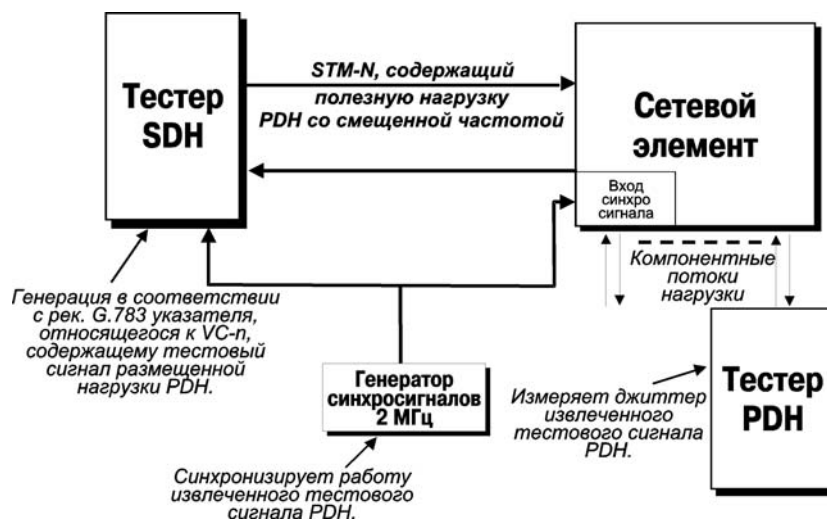 Тестер
SDH
STM-N, содержащий
полезную нагрузку
PDH со смещенной частотой
Сетевой
элемент
Вход
синхро
сигнала
Компонентные
потоки
нагрузки
Генерация в соответствии
с рек. G.783 указателя,
относящегося к VC-n,
содержащему тестовый
сигнал размещенной
нагрузки PDH.
Генератор
синхросигналов
2 МГц
Синхронизирует работу
извлеченного тестового
сигнала PDH.
Измеряет джиттер
извлеченного
тестового сигнала
PDH.
Тестер
PDH